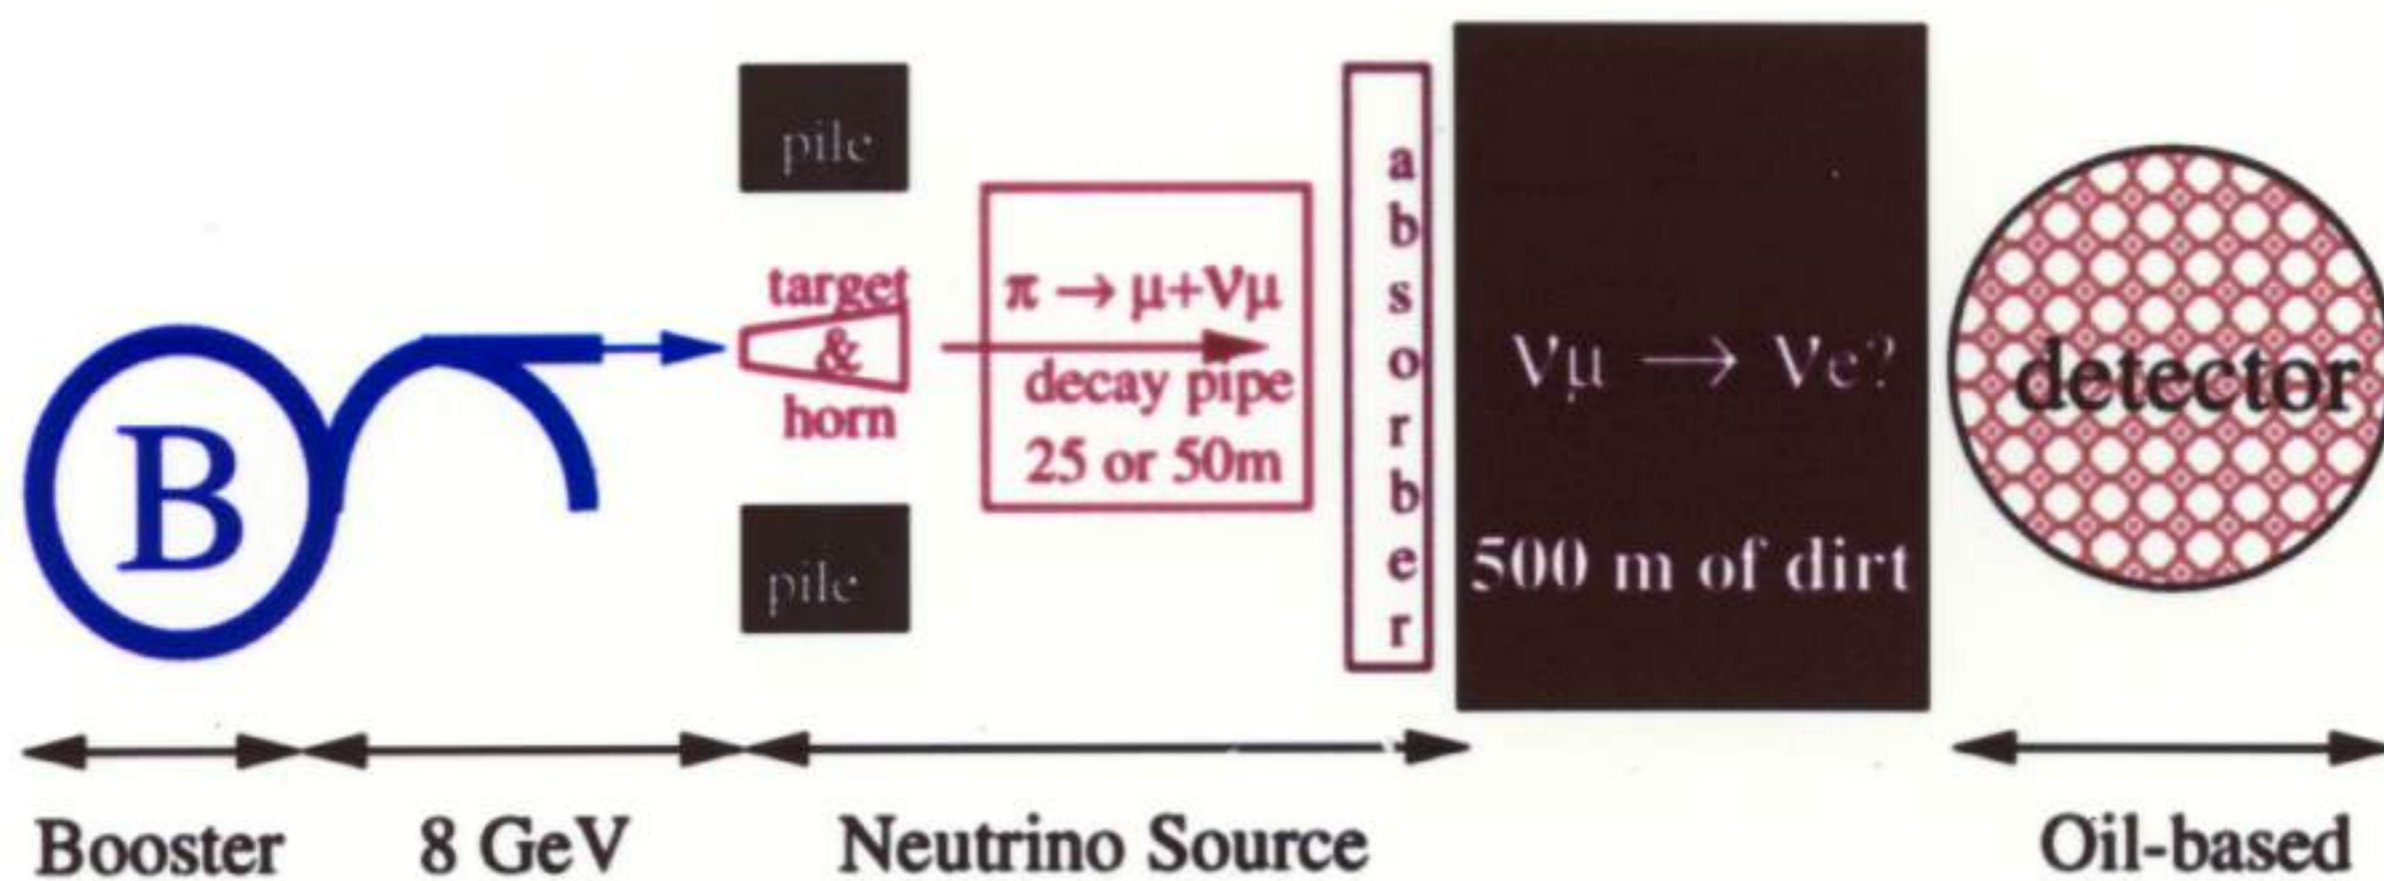 pile
target
&
horn
π → μ+νμ
decay pipe
25 or 50m
absorber
νμ → νe?
500 m of dirt
detector
B
pile
Booster
8 GeV
Neutrino Source
Oil-based